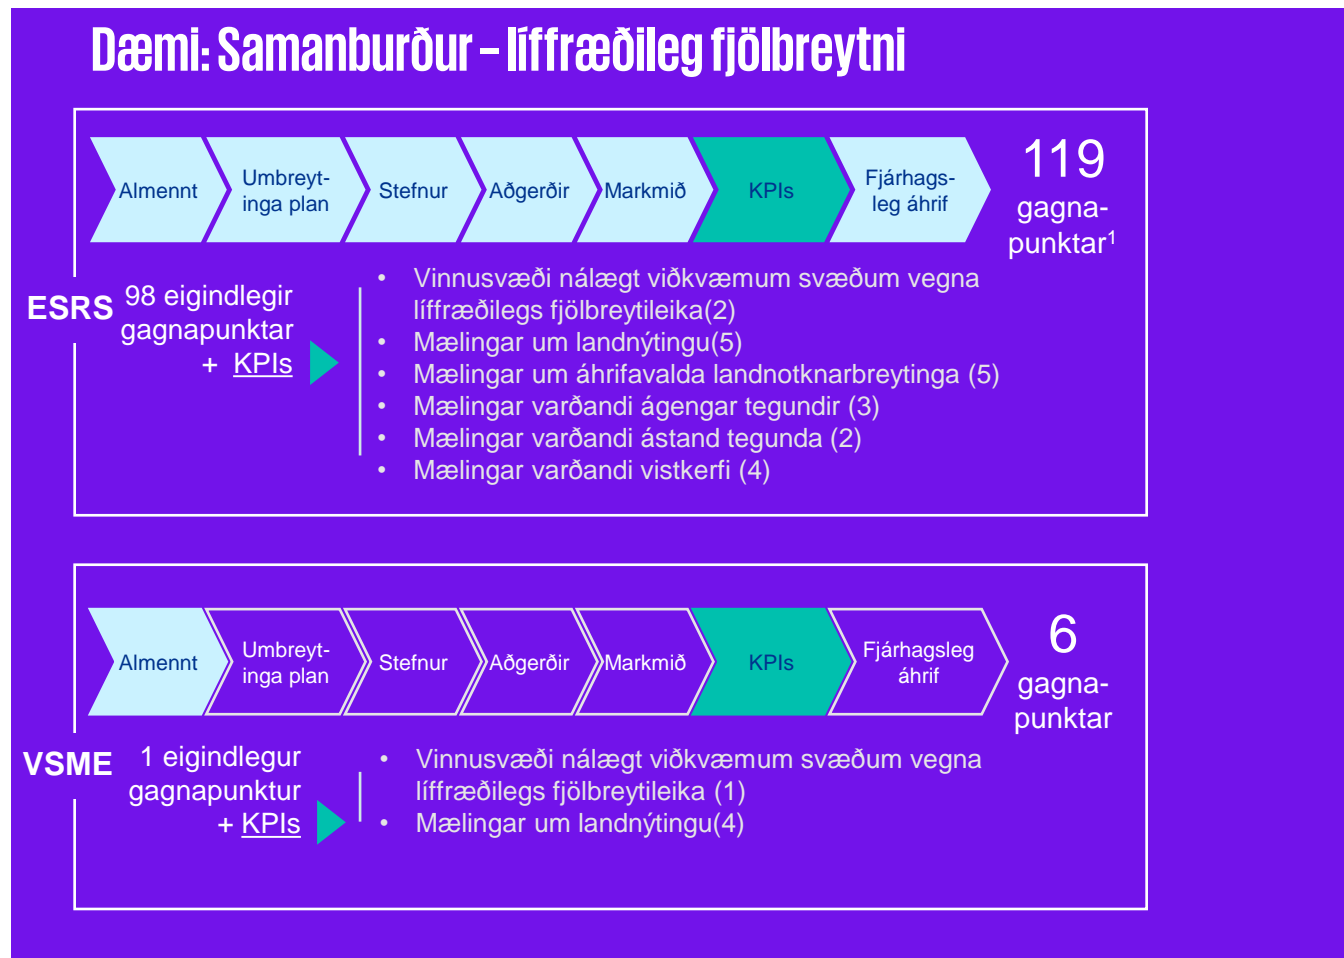 Dæmi: Samanburður – líffræðileg fjölbreytni
Almennt
Umbreyt-
inga plan
Stefnur
Aðgerðir
Markmið
KPIs
Fjárhags-
leg áhrif
119
gagna-
punktar¹
ESRS
98 eigindlegir
gagnapunktar
+ KPIs
• Vinnusvæði nálægt viðkvæmum svæðum vegna
líffræðilegs fjölbreytileika(2)
• Mælingar um landnýtingu(5)
• Mælingar um áhrifavalda landnotknarbreytinga (5)
• Mælingar varðandi ágengar tegundir (3)
• Mælingar varðandi ástand tegunda (2)
• Mælingar varðandi vistkerfi (4)
Almennt
Umbreyt-
inga plan
Stefnur
Aðgerðir
Markmið
KPIs
Fjárhagsleg
áhrif
6
gagna-
punktar
VSME
1 eigindlegur
gagnapunktur
+ KPIs
• Vinnusvæði nálægt viðkvæmum svæðum vegna
líffræðilegs fjölbreytileika (1)
• Mælingar um landnýtingu(4)